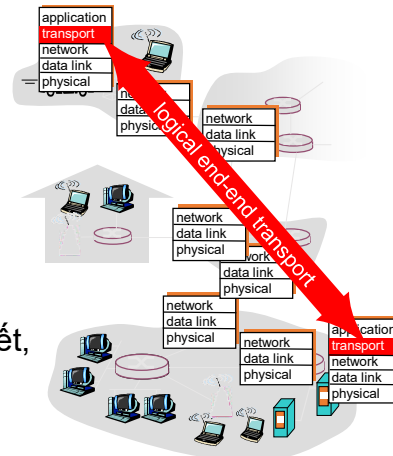 application
transport
network
data link
physical
network
data link
physical
network
data link
physical
logical end-end transport
network
data link
physical
network
data link
physical
network
data link
physical
network
data link
physical
ết,
application
transport
network
data link
physical